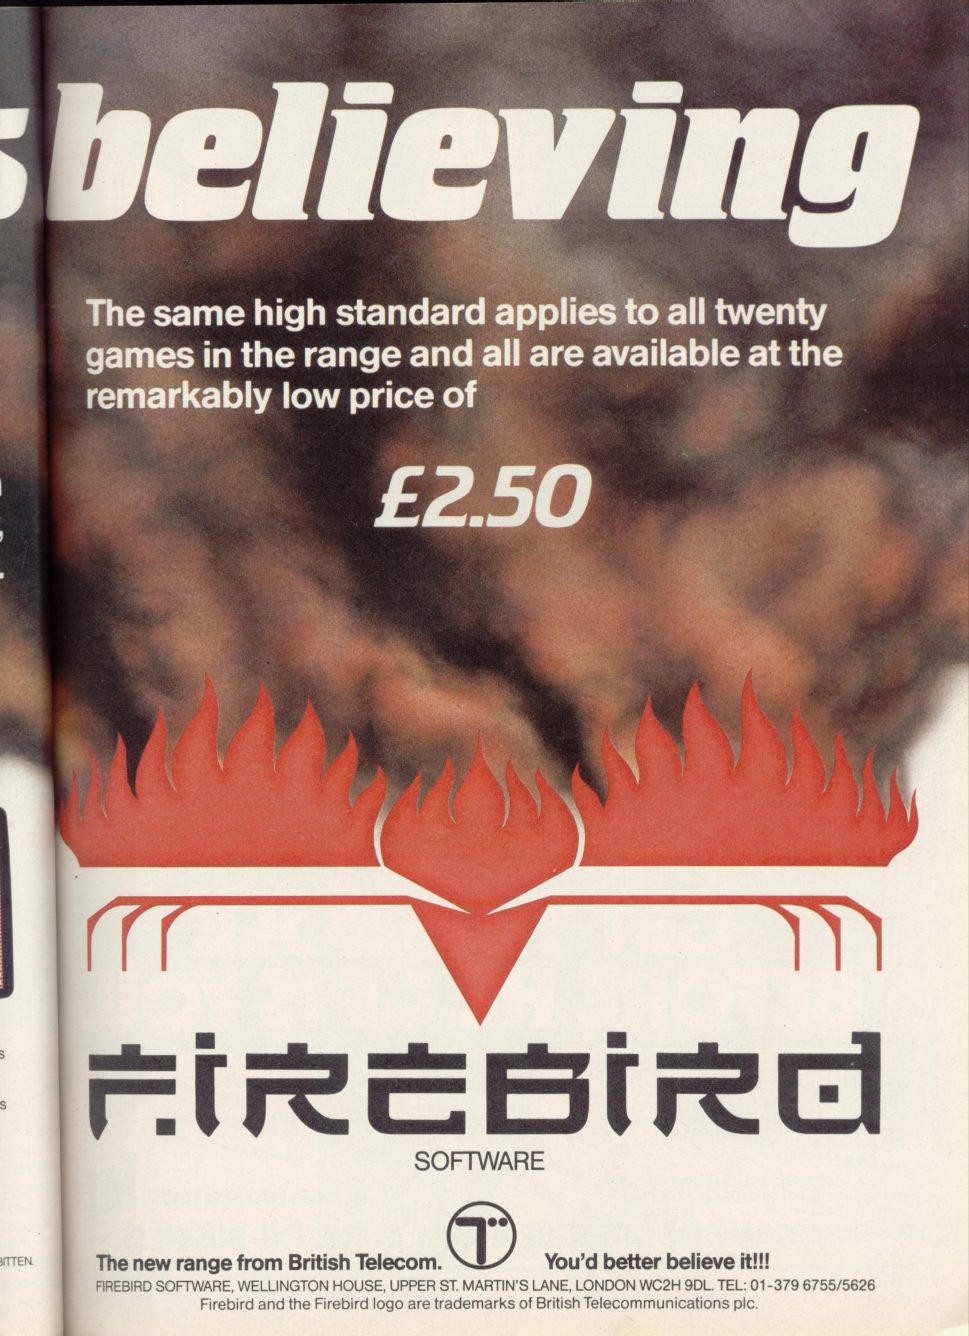 believing
The same high standard applies to all twenty
games in the range and all are available at the
remarkably low price of
£2.50
FIREBIRD
SOFTWARE
The new range from British Telecom.
T
You'd better believe it!!!
FIREBIRD SOFTWARE, WELLINGTON HOUSE, UPPER ST. MARTIN'S LANE, LONDON WC2H 9DL. TEL: 01-379 6755/5626
Firebird and the Firebird logo are trademarks of British Telecommunications plc.
BITTEN.